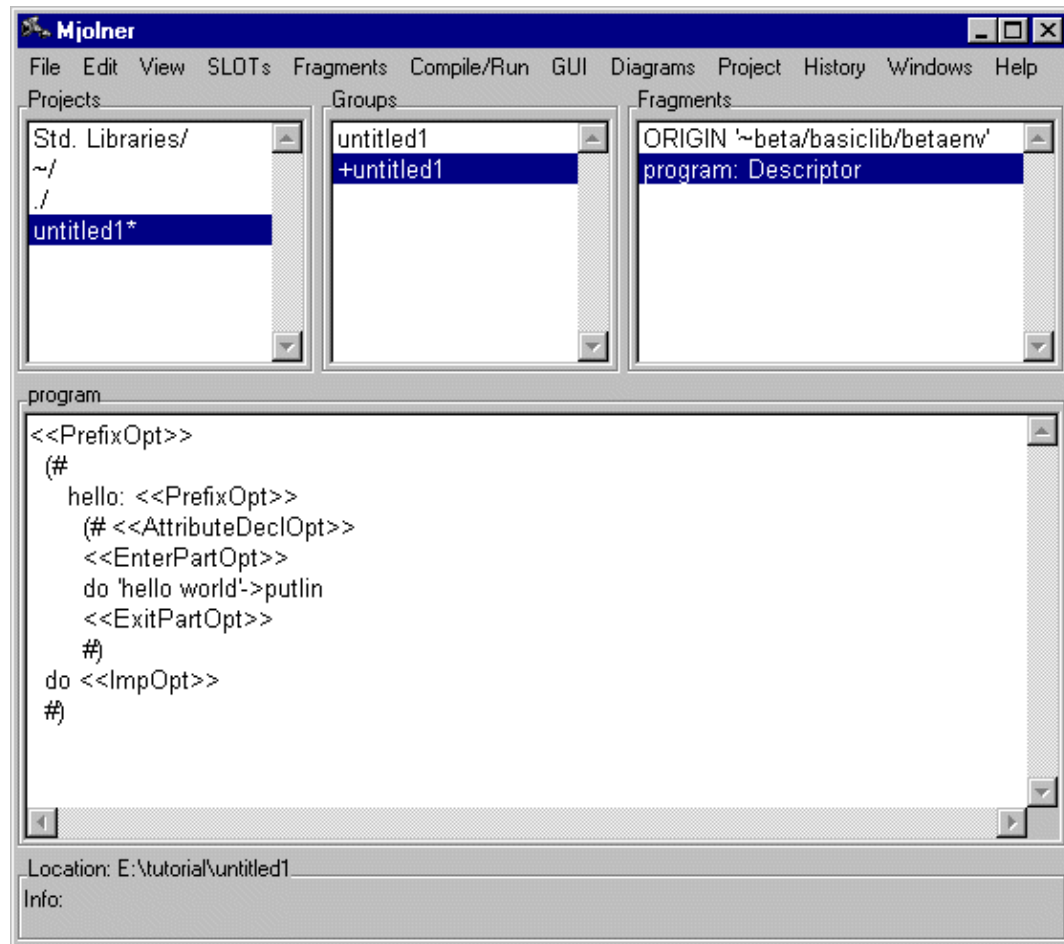 Mjolner
File Edit View SLOTs Fragments Compile/Run GUI Diagrams Project History Windows Help
Projects
Std. Libraries/
~/
./
untitled1*
Groups
untitled1
+untitled1
Fragments
ORIGIN '~beta/basiclib/betaenv'
program: Descriptor
program
<<PrefixOpt>>
(#
hello: <<PrefixOpt>>
(# <<AttributeDeclOpt>>
<<EnterPartOpt>>
do 'hello world'->putlin
<<ExitPartOpt>>
#)
do <<ImpOpt>>
#)
Location: E:\tutorial\untitled1
Info: